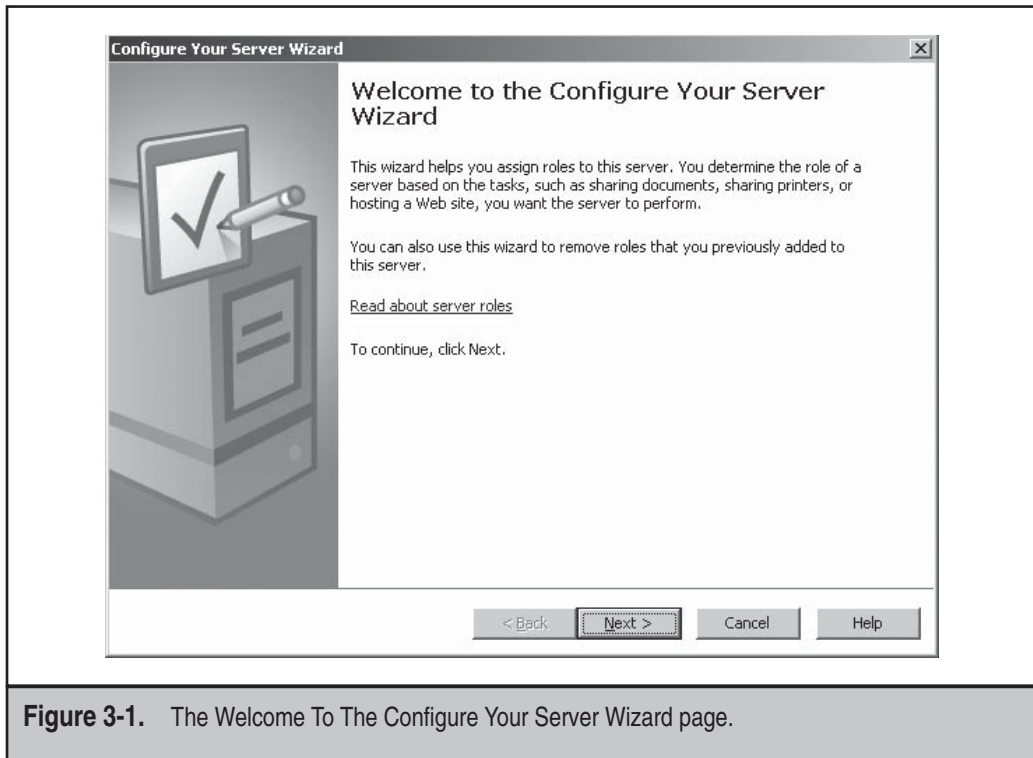 Configure Your Server Wizard
Welcome to the Configure Your Server
Wizard
This wizard helps you assign roles to this server. You determine the role of a
server based on the tasks, such as sharing documents, sharing printers, or
hosting a Web site, you want the server to perform.
You can also use this wizard to remove roles that you previously added to
this server.
Read about server roles
To continue, click Next.
< Back
Next >
Cancel
Help
Figure 3-1. The Welcome To The Configure Your Server Wizard page.